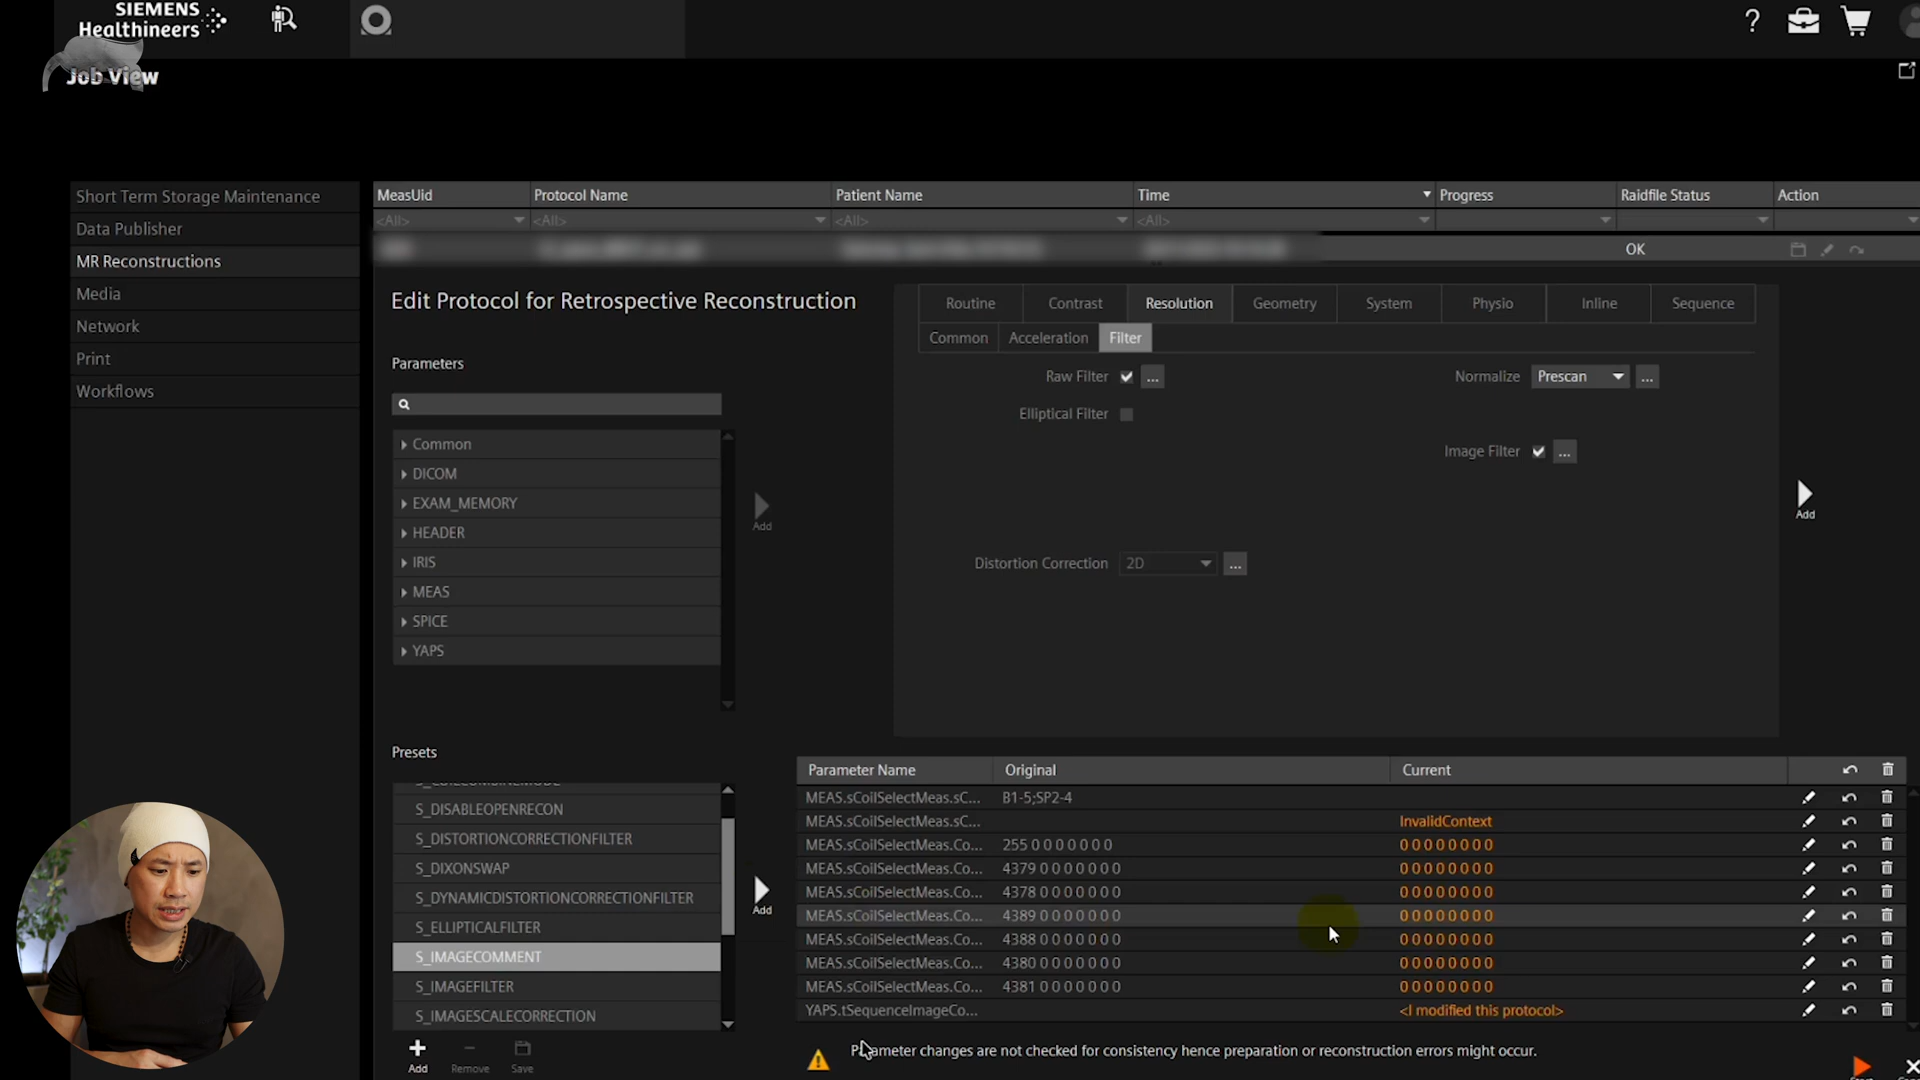 SIEMENS
Healthineers
?
Job View
Short Term Storage Maintenance
Data Publisher
MR Reconstructions
Media
Network
Print
Workflows
MeasUid Protocol Name Patient Name Time Progress Raidfile Status Action
<All> <All> <All> <All>
OK
Edit Protocol for Retrospective Reconstruction
Parameters
Common
DICOM
EXAM_MEMORY
HEADER
IRIS
MEAS
SPICE
YAPS
Add
Routine Contrast Resolution Geometry System Physio Inline Sequence
Common Acceleration Filter
Raw Filter ... Normalize Prescan ...
Elliptical Filter
Image Filter ...
Distortion Correction 2D ...
Add
Presets
S_DISABLEOPENRECON
S_DISTORTIONCORRECTIONFILTER
S_DIXONSWAP
S_DYNAMICDISTORTIONCORRECTIONFILTER
S_ELLIPTICALFILTER
S_IMAGECOMMENT
S_IMAGEFILTER
S_IMAGESCALECORRECTION
Add
Add Remove Save
Parameter Name Original Current
MEAS.sCoilSelectMeas.sC... B1-5;SP2-4
MEAS.sCoilSelectMeas.sC... InvalidContext
MEAS.sCoilSelectMeas.Co... 255 0 0 0 0 0 0 0 0 0 0 0 0 0 0 0
MEAS.sCoilSelectMeas.Co... 4379 0 0 0 0 0 0 0 0 0 0 0 0 0 0 0
MEAS.sCoilSelectMeas.Co... 4378 0 0 0 0 0 0 0 0 0 0 0 0 0 0 0
MEAS.sCoilSelectMeas.Co... 4389 0 0 0 0 0 0 0 0 0 0 0 0 0 0 0
MEAS.sCoilSelectMeas.Co... 4388 0 0 0 0 0 0 0 0 0 0 0 0 0 0 0
MEAS.sCoilSelectMeas.Co... 4380 0 0 0 0 0 0 0 0 0 0 0 0 0 0 0
MEAS.sCoilSelectMeas.Co... 4381 0 0 0 0 0 0 0 0 0 0 0 0 0 0 0
YAPS.tSequenceImageCo... <I modified this protocol>
Parameter changes are not checked for consistency hence preparation or reconstruction errors might occur.